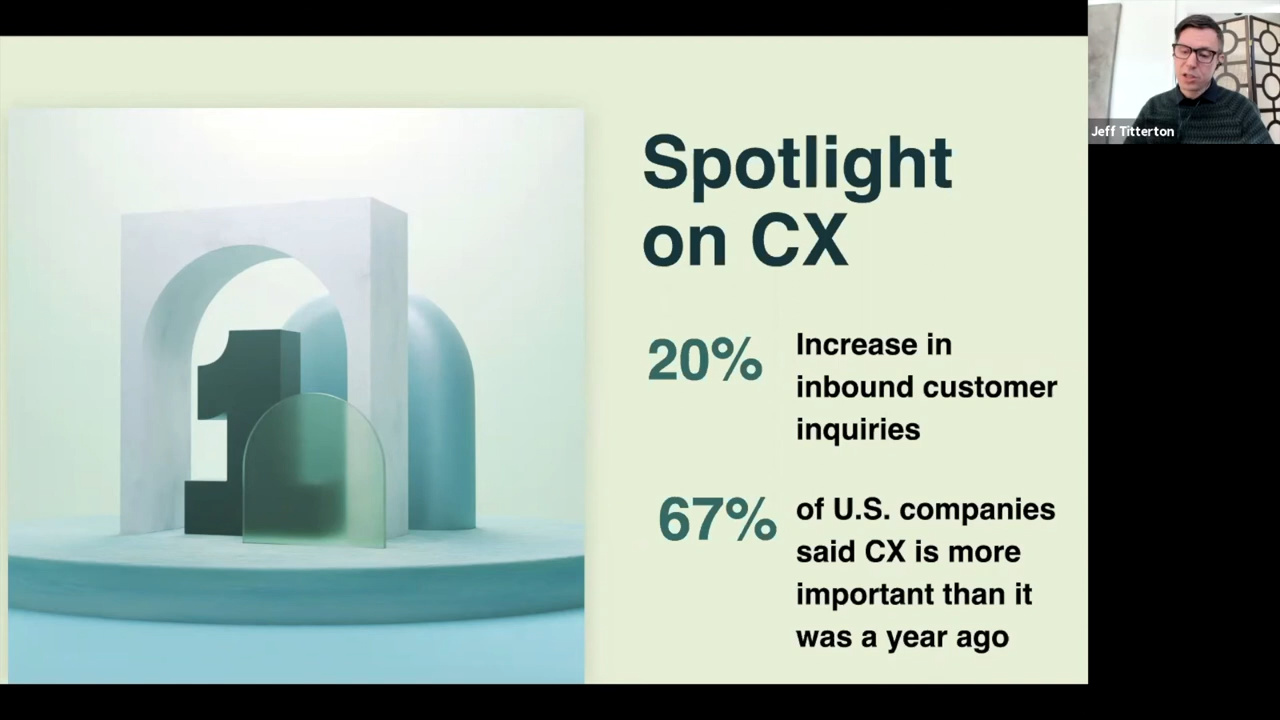 Spotlight
on CX
20%
Increase in
inbound customer
inquiries
67%
of U.S. companies
said CX is more
important than it
was a year ago
1
Jeff Titterton